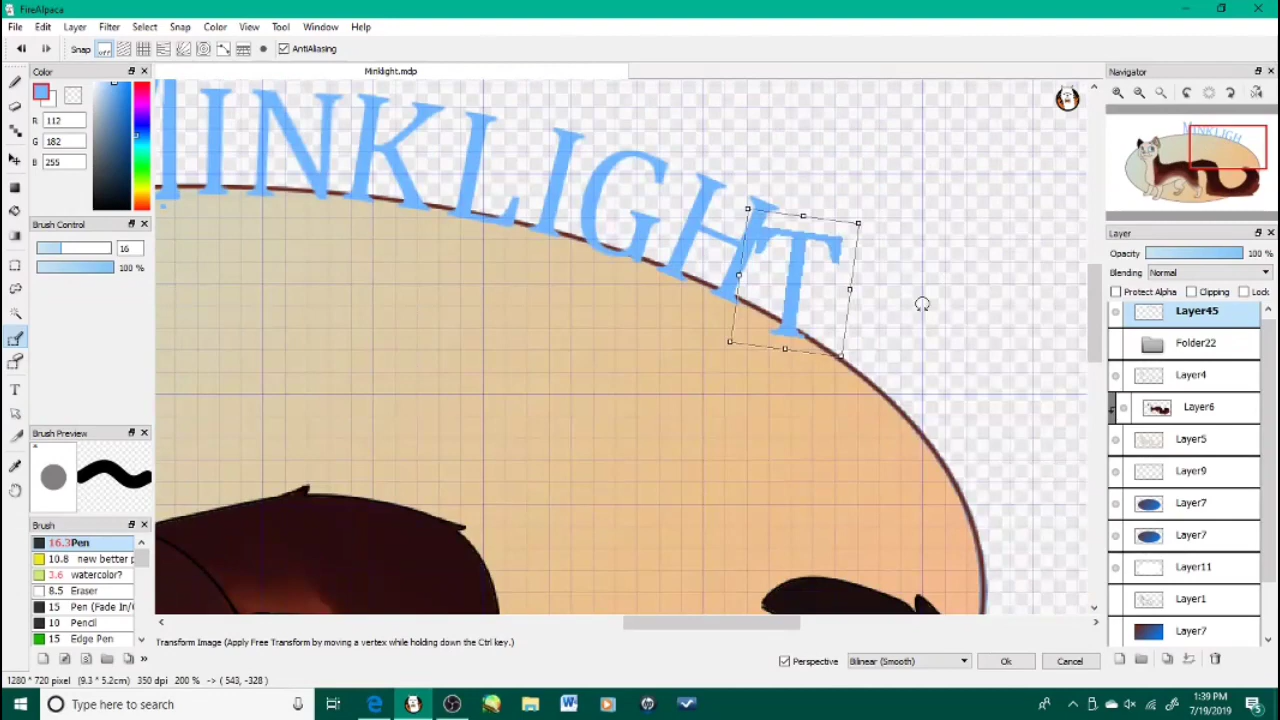 FireAlpaca
File Edit Layer Filter Select Snap Color View Tool Window Help
Snap off AntiAliasing
Color
Minklight.mdp
Navigator
R 112
G 182
B 255
MINKLIGHT
MINKLIGH
Brush Control
16
100 %
Layer
Opacity 100 %
Blending Normal
Protect Alpha Clipping Lock
Layer45
Folder22
Layer4
Layer6
Layer5
Layer9
Layer7
Layer7
Layer11
Layer1
Layer7
Brush Preview
Brush
16.3 Pen
10.8 new better p
3.6 watercolor?
8.5 Eraser
15 Pen (Fade In/
10 Pencil
15 Edge Pen
Transform Image (Apply Free Transform by moving a vertex while holding down the Ctrl key.)
Perspective Bilinear (Smooth) Ok Cancel
1280 * 720 pixel (9.3 * 5.2cm) 350 dpi 200 % -> ( 543, -328 )
Type here to search
1:39 PM
7/19/2019